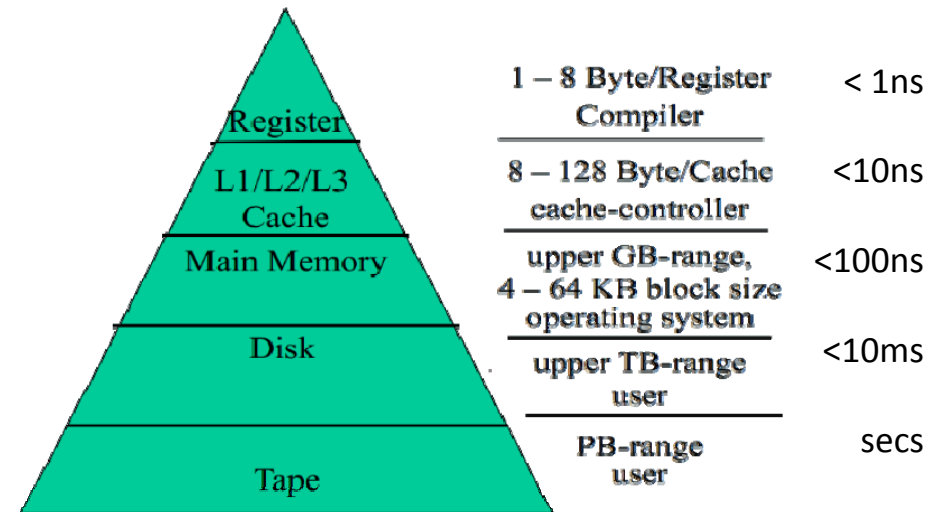 Register
1 – 8 Byte/Register
Compiler
< 1ns
L1/L2/L3
Cache
8 – 128 Byte/Cache
cache-controller
<10ns
Main Memory
upper GB-range,
4 – 64 KB block size
operating system
<100ns
Disk
upper TB-range
user
<10ms
Tape
PB-range
user
secs